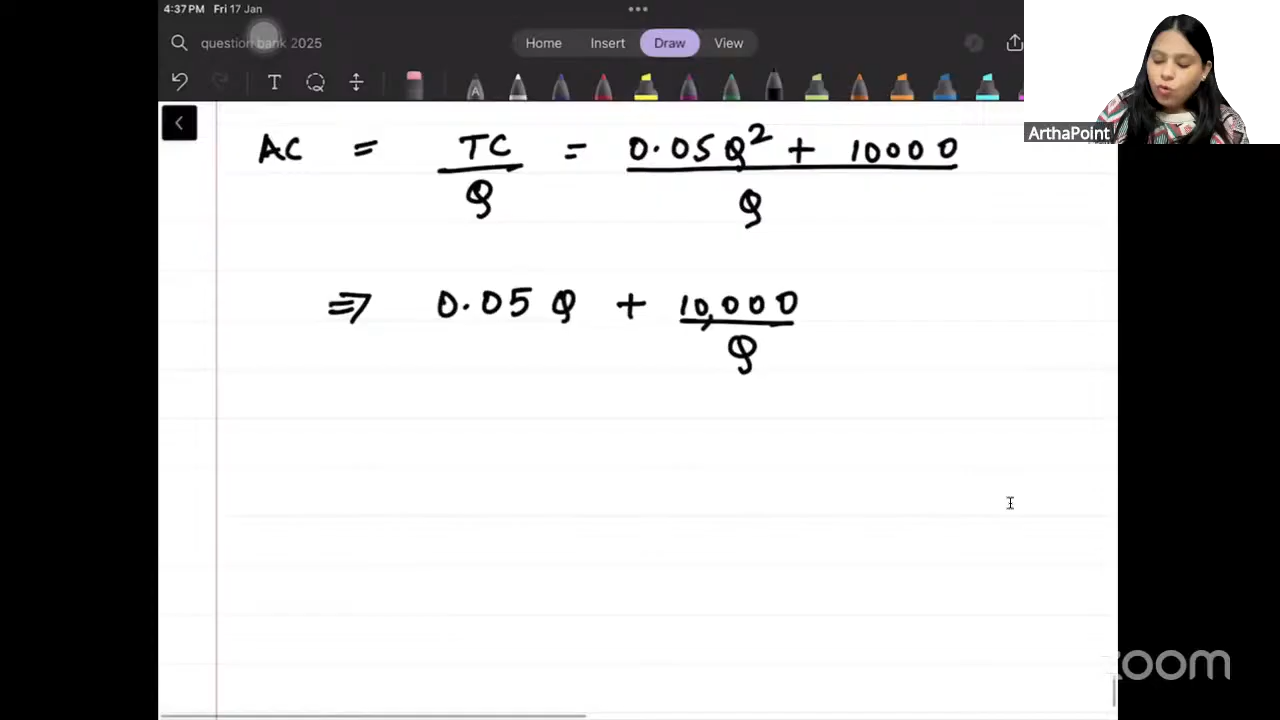 4:37 PM Fri 17 Jan
question bank 2025
Home Insert Draw View
T
A
ArthaPoint
AC = TC/Q = 0.05Q² + 10000/Q
⇒ 0.05Q + 10,000/Q
zoom